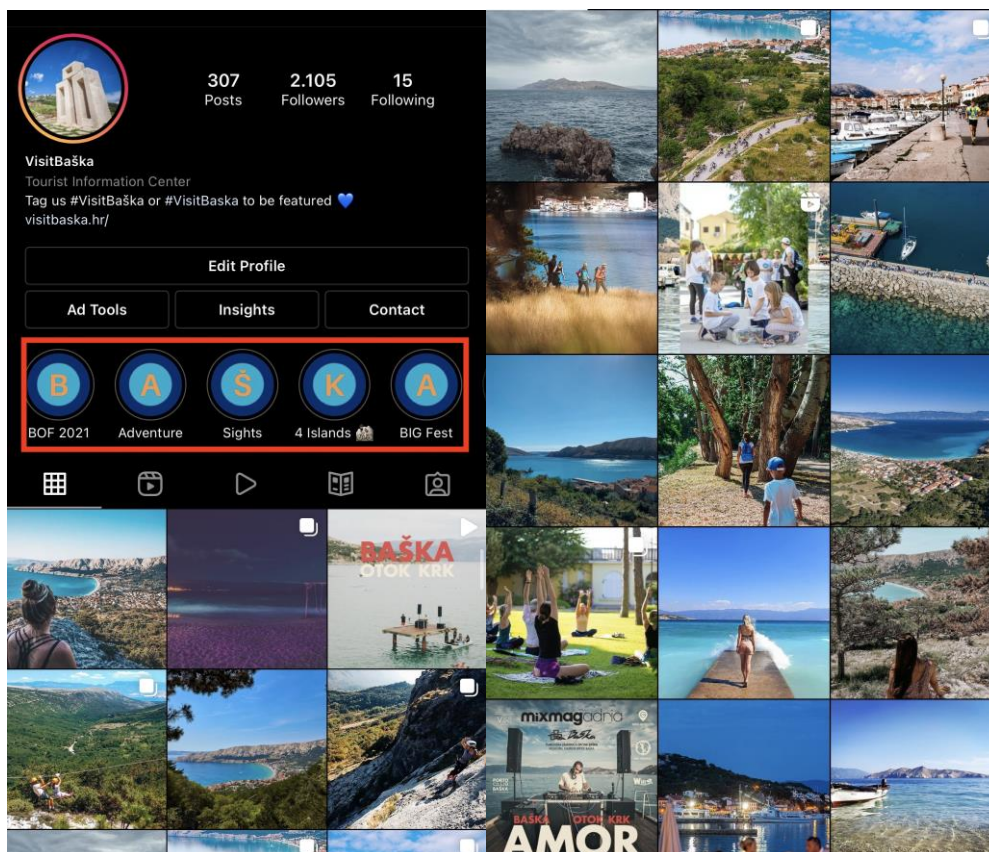 307
2.105
15
Posts
Followers
Following
VisitBaška
Tourist Information Center
Tag us #VisitBaška or #VisitBaska to be featured 💙
visitbaska.hr/
Edit Profile
Ad Tools
Insights
Contact
B
A
Š
K
A
BOF 2021
Adventure
Sights
4 Islands
BIG Fest
BAŠKA
OTOK KRK
mixmagadria
BAŠKA OTOK KRK
AMOR